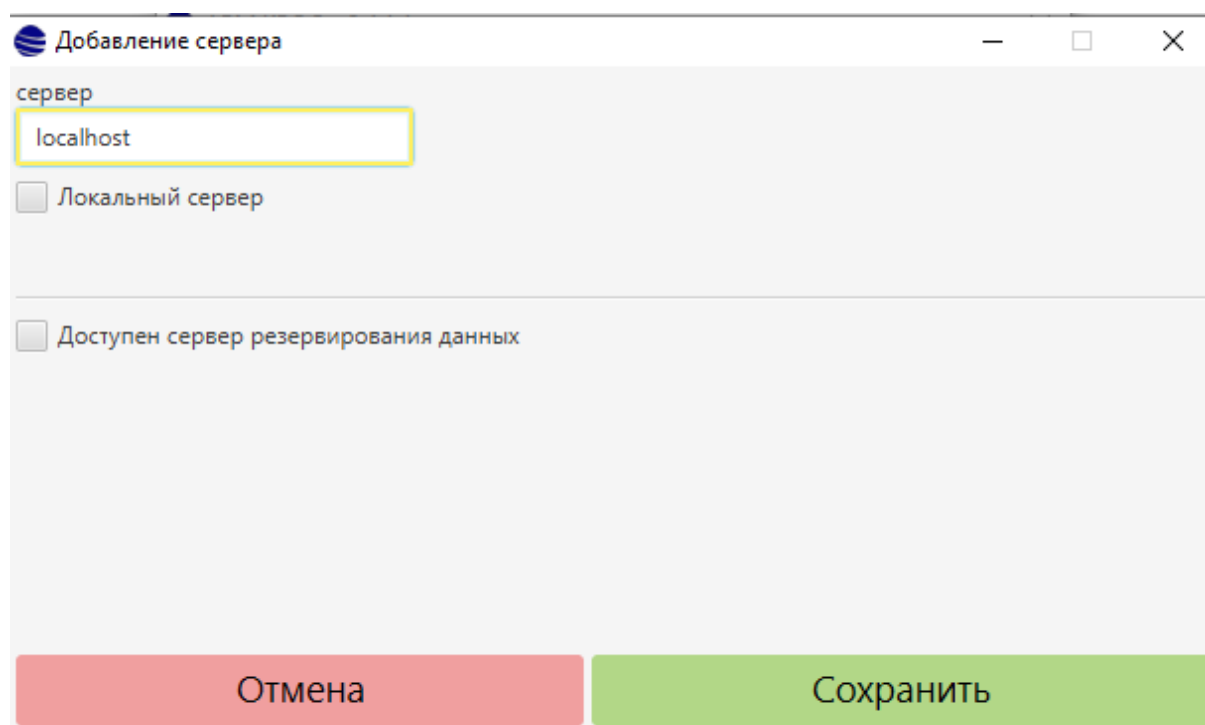 Добавление сервера
сервер
localhost
Локальный сервер
Доступен сервер резервирования данных
Отмена
Сохранить